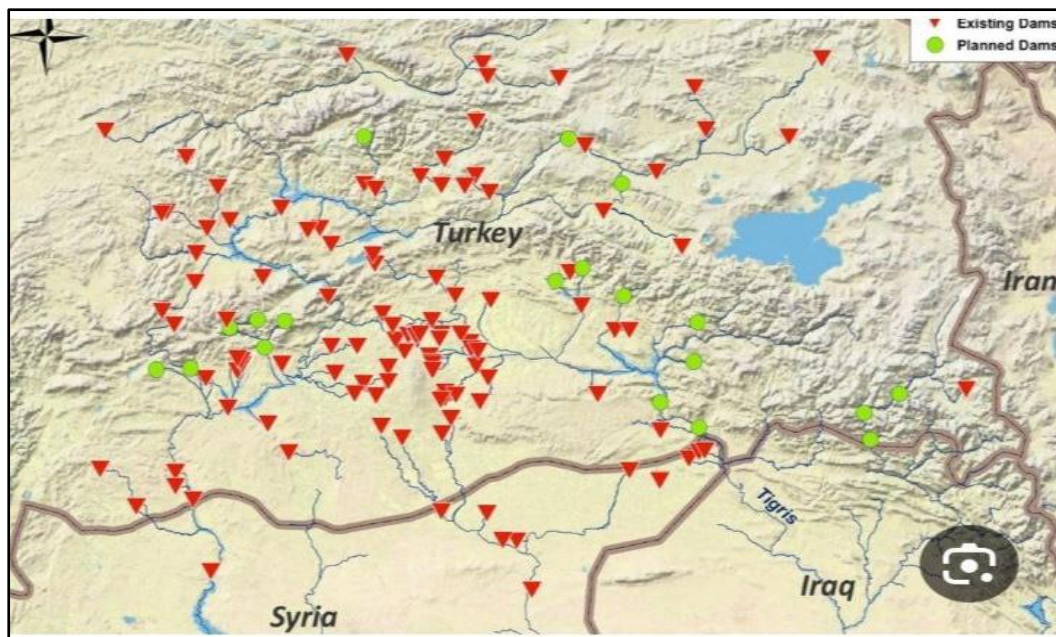 Existing Dams
Planned Dams
Turkey
Iran
Tigris
Iraq
Syria